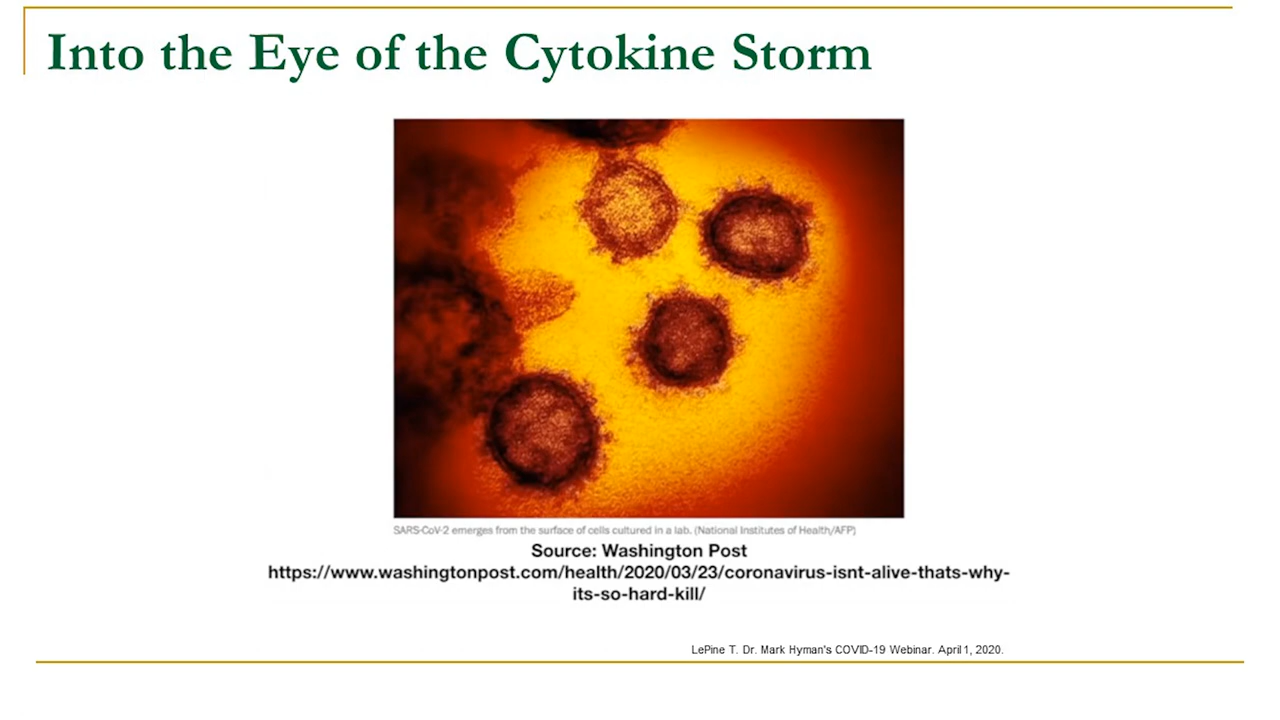 Into the Eye of the Cytokine Storm
SARS-CoV-2 emerges from the surface of cells cultured in a lab. (National Institutes of Health/AFP)
Source: Washington Post
https://www.washingtonpost.com/health/2020/03/23/coronavirus-isnt-alive-thats-why-
its-so-hard-kill/
LePine T. Dr. Mark Hyman's COVID-19 Webinar. April 1, 2020.